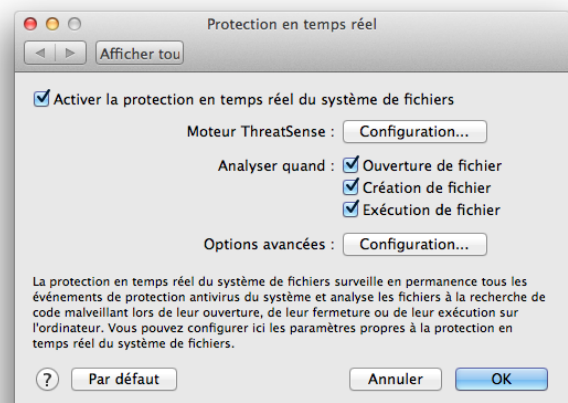 Protection en temps réel
Afficher tou
Activer la protection en temps réel du système de fichiers
Moteur ThreatSense : Configuration...
Analyser quand : Ouverture de fichier
Création de fichier
Exécution de fichier
Options avancées : Configuration...
La protection en temps réel du système de fichiers surveille en permanence tous les
événements de protection antivirus du système et analyse les fichiers à la recherche de
code malveillant lors de leur ouverture, de leur fermeture ou de leur exécution sur
l'ordinateur. Vous pouvez configurer ici les paramètres propres à la protection en
temps réel du système de fichiers.
? Par défaut Annuler OK